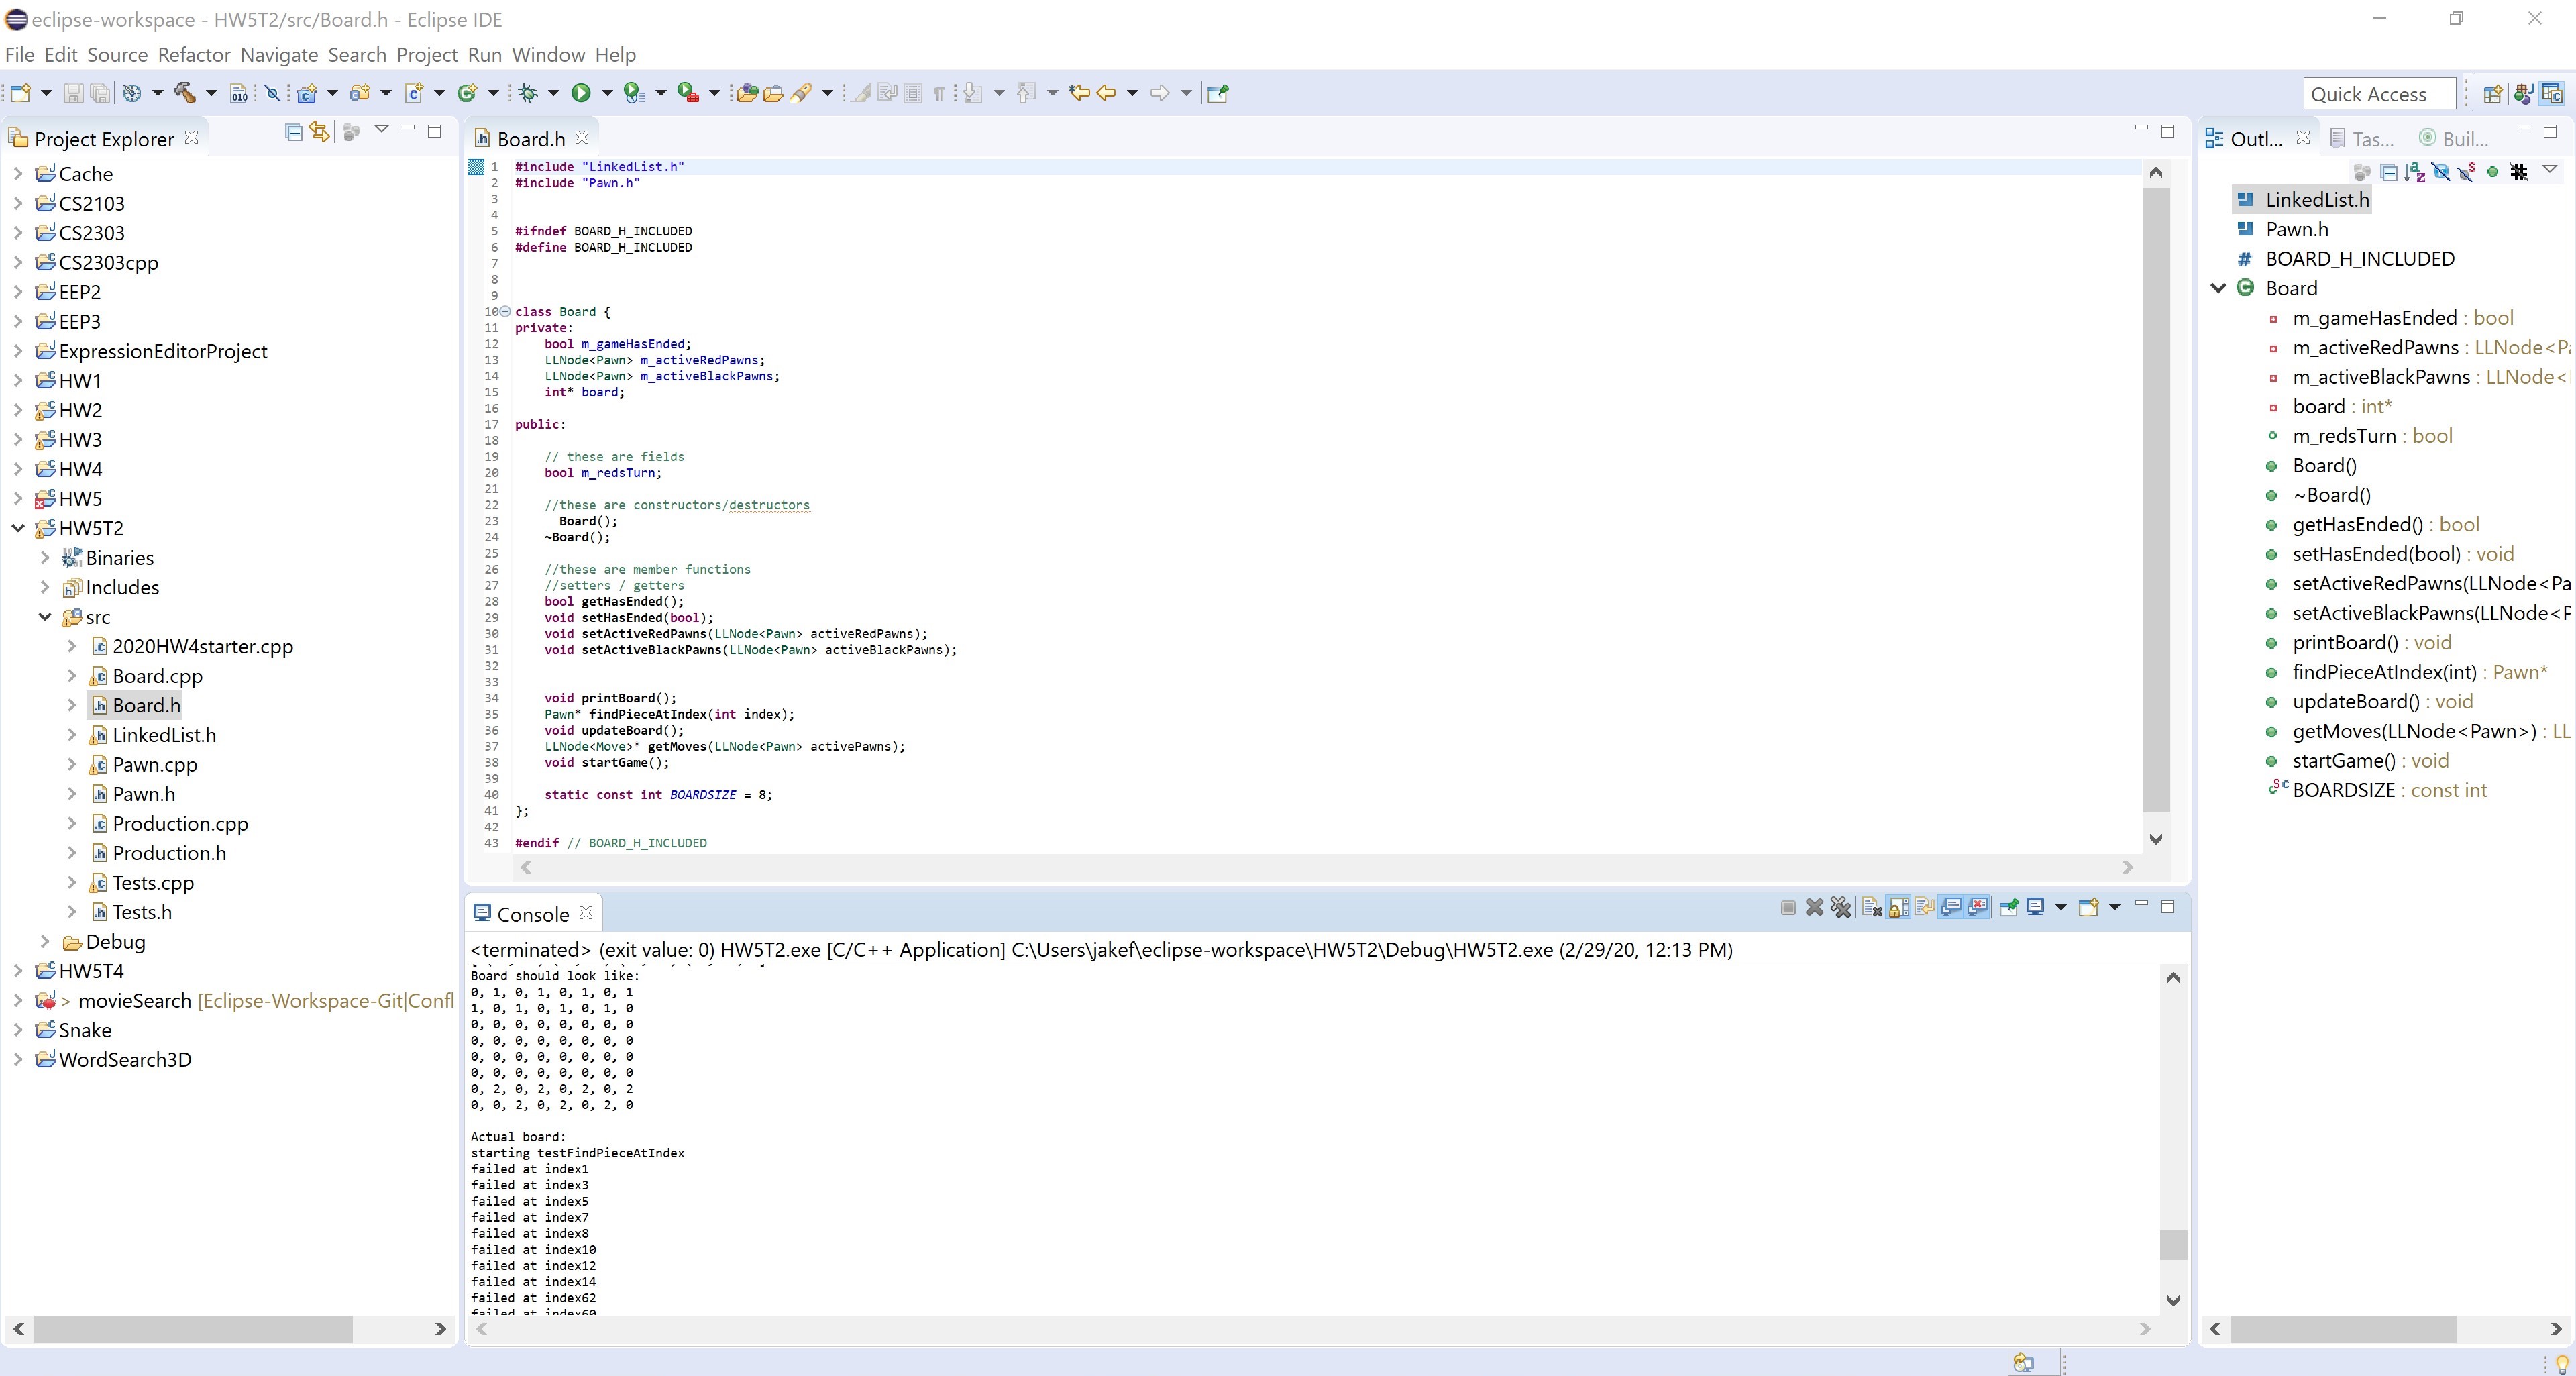 eclipse-workspace - HW5T2/src/Board.h - Eclipse IDE
File Edit Source Refactor Navigate Search Project Run Window Help
Quick Access
Project Explorer
Cache
CS2103
CS2303
CS2303cpp
EEP2
EEP3
ExpressionEditorProject
HW1
HW2
HW3
HW4
HW5
HW5T2
Binaries
Includes
src
2020HW4starter.cpp
Board.cpp
Board.h
LinkedList.h
Pawn.cpp
Pawn.h
Production.cpp
Production.h
Tests.cpp
Tests.h
Debug
HW5T4
> movieSearch [Eclipse-Workspace-Git|Confl
Snake
WordSearch3D
Board.h
1 #include "LinkedList.h"
2 #include "Pawn.h"
3
4
5 #ifndef BOARD_H_INCLUDED
6 #define BOARD_H_INCLUDED
7
8
9
10 class Board {
11 private:
12 bool m_gameHasEnded;
13 LLNode<Pawn> m_activeRedPawns;
14 LLNode<Pawn> m_activeBlackPawns;
15 int* board;
16
17 public:
18
19 // these are fields
20 bool m_redsTurn;
21
22 //these are constructors/destructors
23 Board();
24 ~Board();
25
26 //these are member functions
27 //setters / getters
28 bool getHasEnded();
29 void setHasEnded(bool);
30 void setActiveRedPawns(LLNode<Pawn> activeRedPawns);
31 void setActiveBlackPawns(LLNode<Pawn> activeBlackPawns);
32
33
34 void printBoard();
35 Pawn* findPieceAtIndex(int index);
36 void updateBoard();
37 LLNode<Move>* getMoves(LLNode<Pawn> activePawns);
38 void startGame();
39
40 static const int BOARDSIZE = 8;
41 };
42
43 #endif // BOARD_H_INCLUDED
Console
<terminated> (exit value: 0) HW5T2.exe [C/C++ Application] C:\Users\jakef\eclipse-workspace\HW5T2\Debug\HW5T2.exe (2/29/20, 12:13 PM)
Board should look like:
0, 1, 0, 1, 0, 1, 0, 1
1, 0, 1, 0, 1, 0, 1, 0
0, 0, 0, 0, 0, 0, 0, 0
0, 0, 0, 0, 0, 0, 0, 0
0, 0, 0, 0, 0, 0, 0, 0
0, 0, 0, 0, 0, 0, 0, 0
0, 2, 0, 2, 0, 2, 0, 2
0, 0, 2, 0, 2, 0, 2, 0
Actual board:
starting testFindPieceAtIndex
failed at index1
failed at index3
failed at index5
failed at index7
failed at index8
failed at index10
failed at index12
failed at index14
failed at index62
failed at index60
Outl... Tas... Buil...
LinkedList.h
Pawn.h
# BOARD_H_INCLUDED
Board
m_gameHasEnded : bool
m_activeRedPawns : LLNode<Pa
m_activeBlackPawns : LLNode<
board : int*
m_redsTurn : bool
Board()
~Board()
getHasEnded() : bool
setHasEnded(bool) : void
setActiveRedPawns(LLNode<Pa
setActiveBlackPawns(LLNode<P
printBoard() : void
findPieceAtIndex(int) : Pawn*
updateBoard() : void
getMoves(LLNode<Pawn>) : LL
startGame() : void
BOARDSIZE : const int